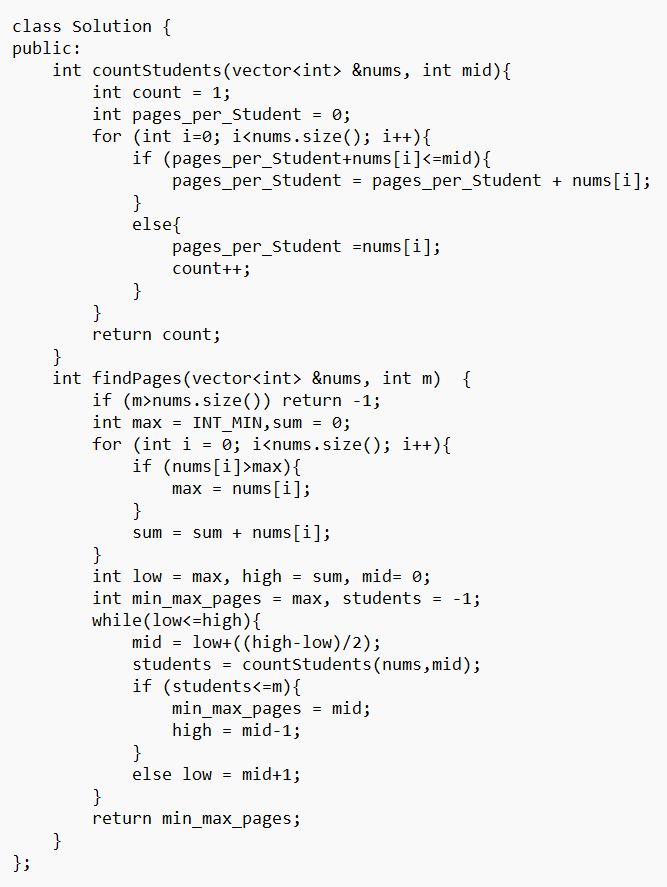 class Solution {
public:
    int countStudents(vector<int> &nums, int mid){
        int count = 1;
        int pages_per_Student = 0;
        for (int i=0; i<nums.size(); i++){
            if (pages_per_Student+nums[i]<=mid){
                pages_per_Student = pages_per_Student + nums[i];
            }
            else{
                pages_per_Student =nums[i];
                count++;
            }
        }
        return count;
    }
    int findPages(vector<int> &nums, int m)  {
        if (m>nums.size()) return -1;
        int max = INT_MIN,sum = 0;
        for (int i = 0; i<nums.size(); i++){
            if (nums[i]>max){
                max = nums[i];
            }
            sum = sum + nums[i];
        }
        int low = max, high = sum, mid= 0;
        int min_max_pages = max, students = -1;
        while(low<=high){
            mid = low+((high-low)/2);
            students = countStudents(nums,mid);
            if (students<=m){
                min_max_pages = mid;
                high = mid-1;
            }
            else low = mid+1;
        }
        return min_max_pages;
    }
};